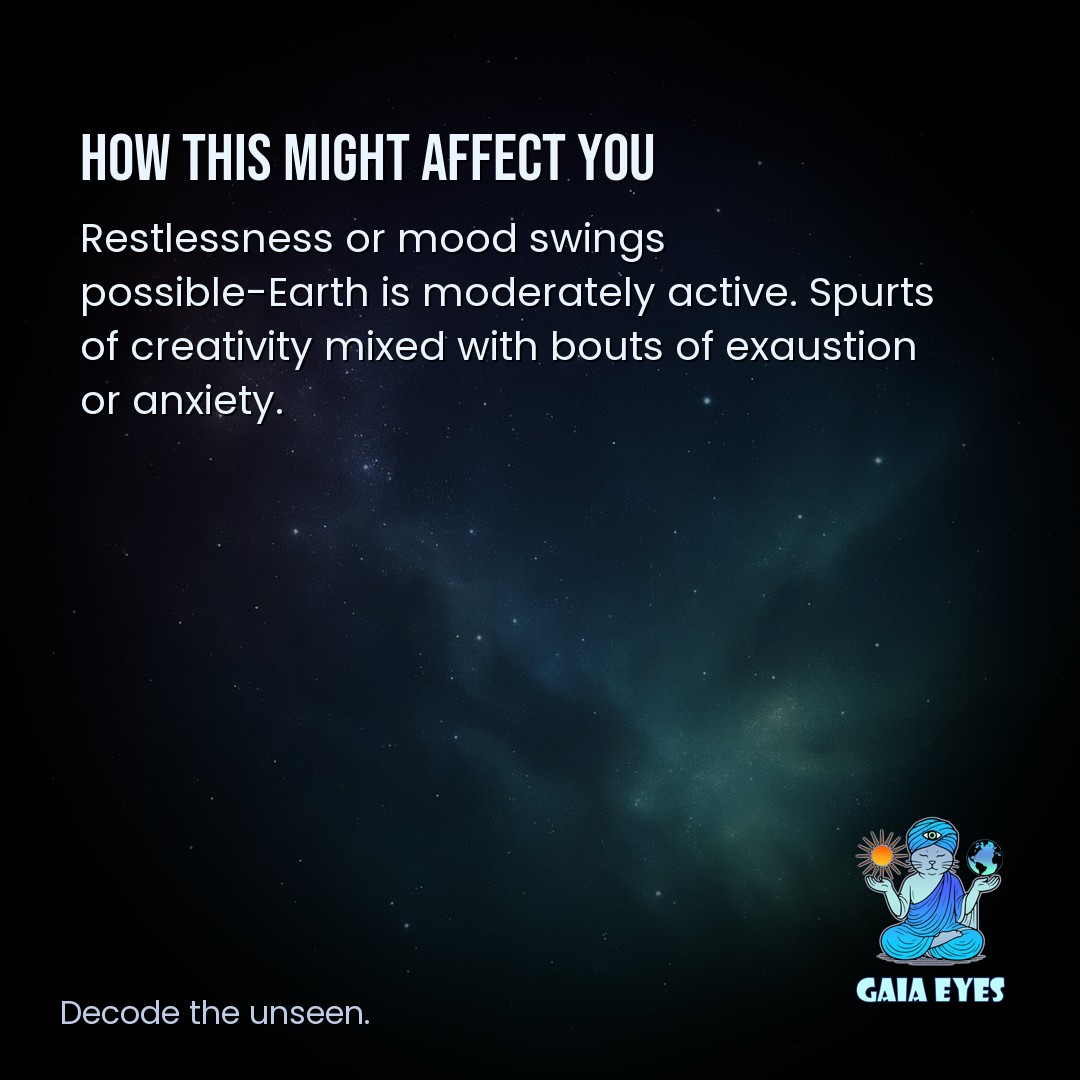 HOW THIS MIGHT AFFECT YOU
Restlessness or mood swings
possible-Earth is moderately active. Spurts
of creativity mixed with bouts of exaustion
or anxiety.
GAIA EYES
Decode the unseen.